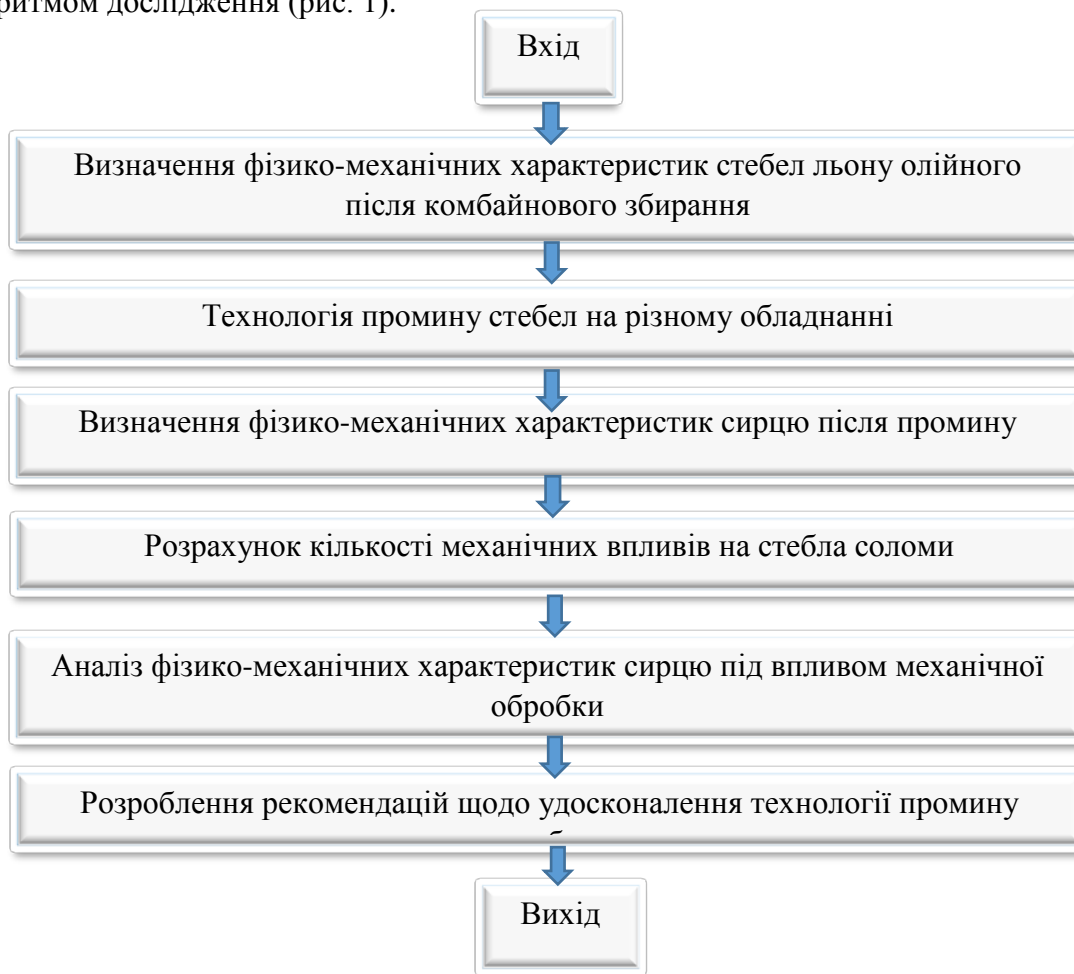 ритмом дослідження (рис. 1).
Вхід
Визначення фізико-механічних характеристик стебел льону олійного
після комбайнового збирання
Технологія промину стебел на різному обладнанні
Визначення фізико-механічних характеристик сирцю після промину
Розрахунок кількості механічних впливів на стебла соломи
Аналіз фізико-механічних характеристик сирцю під впливом механічної
обробки
Розроблення рекомендацій щодо удосконалення технології промину
Вихід